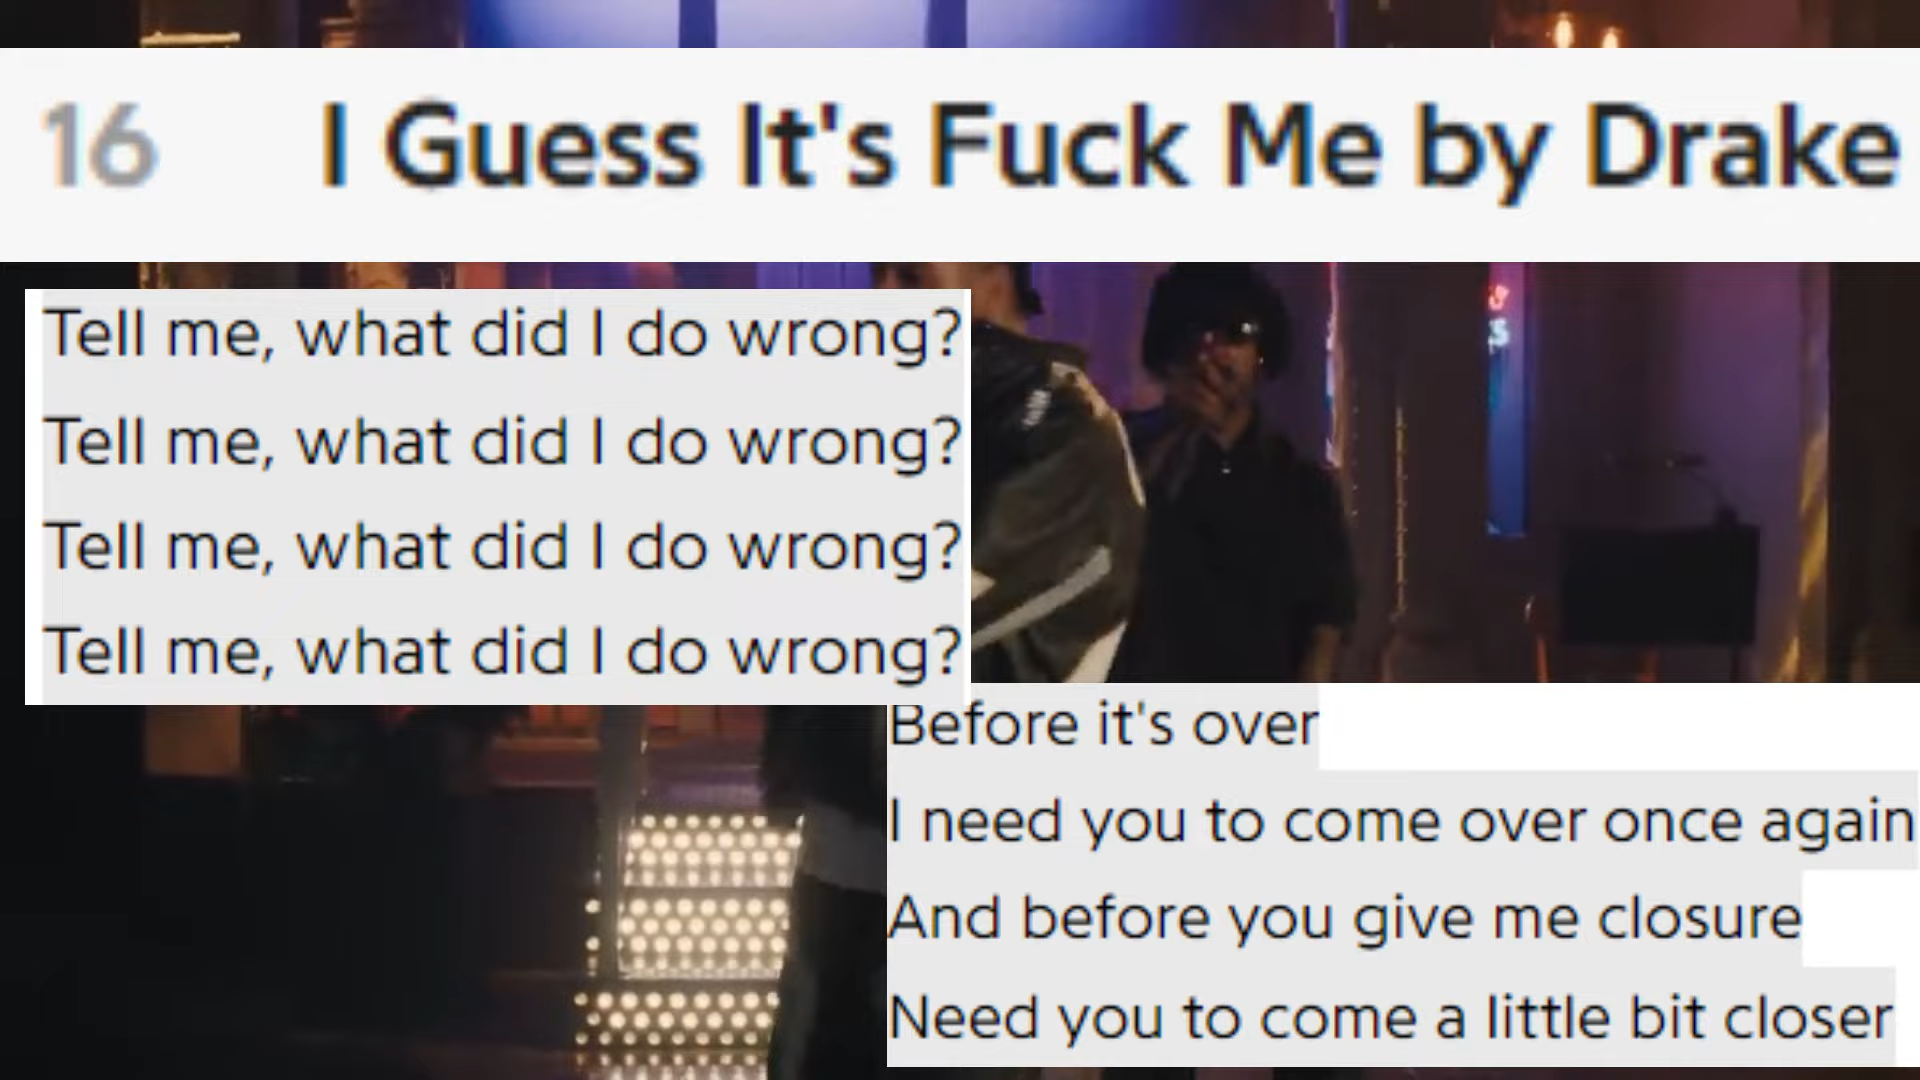 16 I Guess It's Fuck Me by Drake
Tell me, what did I do wrong?
Tell me, what did I do wrong?
Tell me, what did I do wrong?
Tell me, what did I do wrong?
Before it's over
I need you to come over once again
And before you give me closure
Need you to come a little bit closer